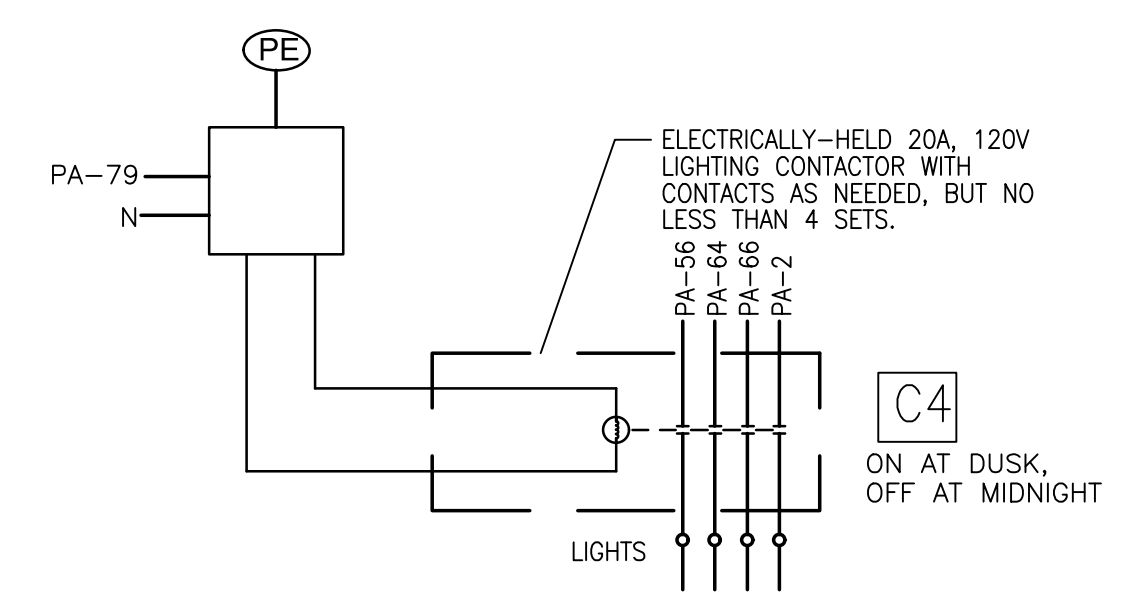 PE
PA-79
N
ELECTRICALLY-HELD 20A, 120V
LIGHTING CONTACTOR WITH
CONTACTS AS NEEDED, BUT NO
LESS THAN 4 SETS.
PA-56
PA-64
PA-66
PA-2
C4
ON AT DUSK,
OFF AT MIDNIGHT
LIGHTS